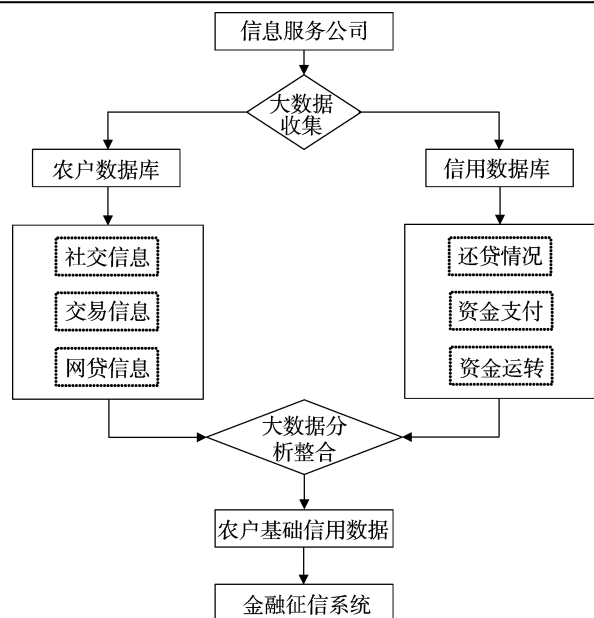 信息服务公司
大数据
收集
农户数据库
信用数据库
社交信息
交易信息
网贷信息
还贷情况
资金支付
资金运转
大数据分
析整合
农户基础信用数据
金融征信系统